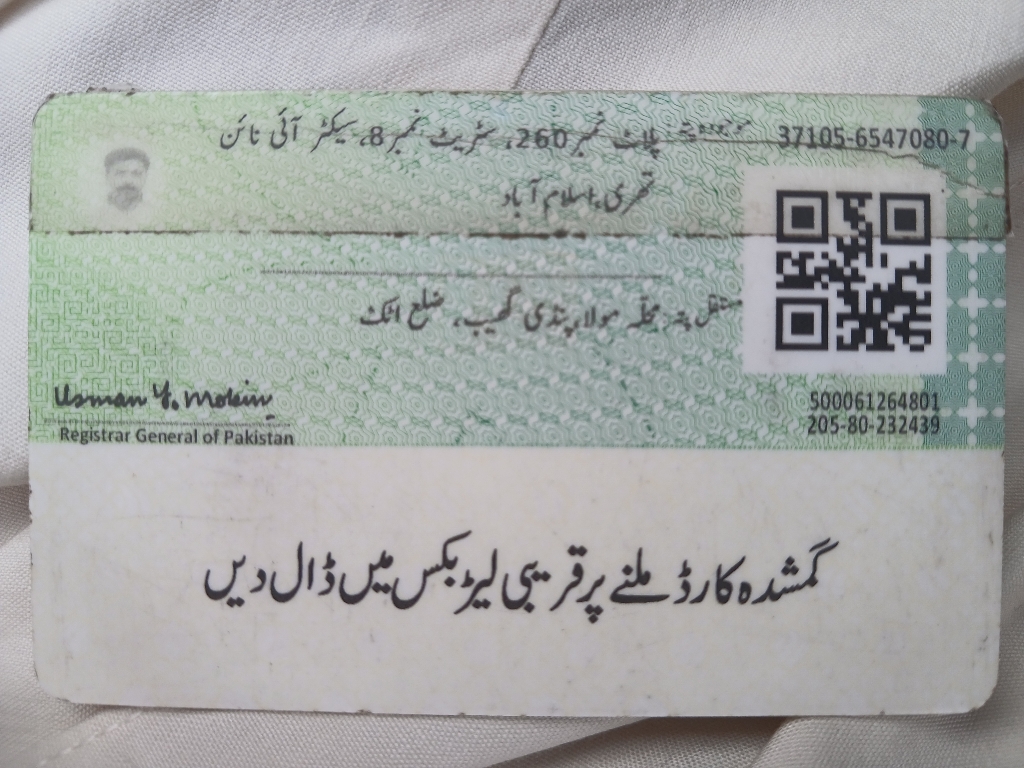 37105-6547080-7 موجودہ پتہ: پلاٹ نمبر 260، سٹریٹ نمبر 8، سیکٹر آئی نائن
تھری، اسلام آباد
مستقل پتہ: محلہ مولا، پنڈی گھیب، ضلع اٹک
500061264801
205-80-232439
Usman Y. Mobin
Registrar General of Pakistan
گمشدہ کارڈ ملنے پر قریبی لیٹر بکس میں ڈال دیں